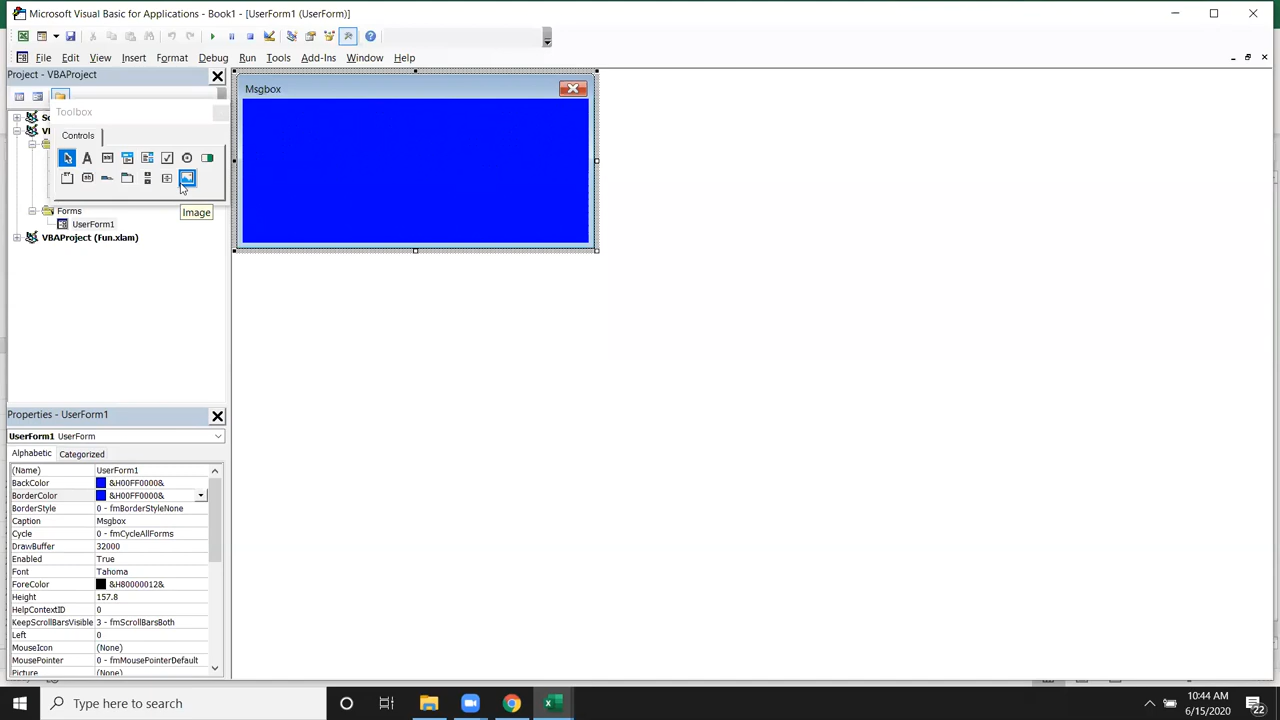 Microsoft Visual Basic for Applications - Book1 - [UserForm1 (UserForm)]
File Edit View Insert Format Debug Run Tools Add-Ins Window Help
Project - VBAProject
Toolbox
Controls
Image
Forms
UserForm1
VBAProject (Fun.xlam)
Msgbox
Properties - UserForm1
UserForm1 UserForm
Alphabetic Categorized
(Name) UserForm1
BackColor &H00FF0000&
BorderColor &H00FF0000&
BorderStyle 0 - fmBorderStyleNone
Caption Msgbox
Cycle 0 - fmCycleAllForms
DrawBuffer 32000
Enabled True
Font Tahoma
ForeColor &H80000012&
Height 157.8
HelpContextID 0
KeepScrollBarsVisible 3 - fmScrollBarsBoth
Left 0
MouseIcon (None)
MousePointer 0 - fmMousePointerDefault
Picture (None)
Type here to search
10:44 AM
6/15/2020
22